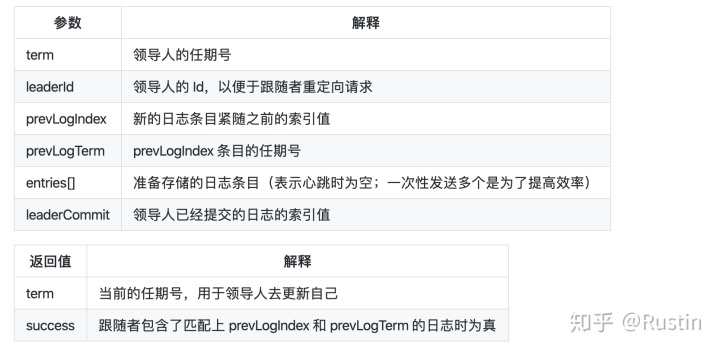 参数 解释
term 领导人的任期号
leaderId 领导人的 Id，以便于跟随者重定向请求
prevLogIndex 新的日志条目紧随之前的索引值
prevLogTerm prevLogIndex 条目的任期号
entries[] 准备存储的日志条目（表示心跳时为空；一次性发送多个是为了提高效率）
leaderCommit 领导人已经提交的日志的索引值
返回值 解释
term 当前的任期号，用于领导人去更新自己
success 跟随者包含了匹配上 prevLogIndex 和 prevLogTerm 的日志时为真
知乎 @Rustin